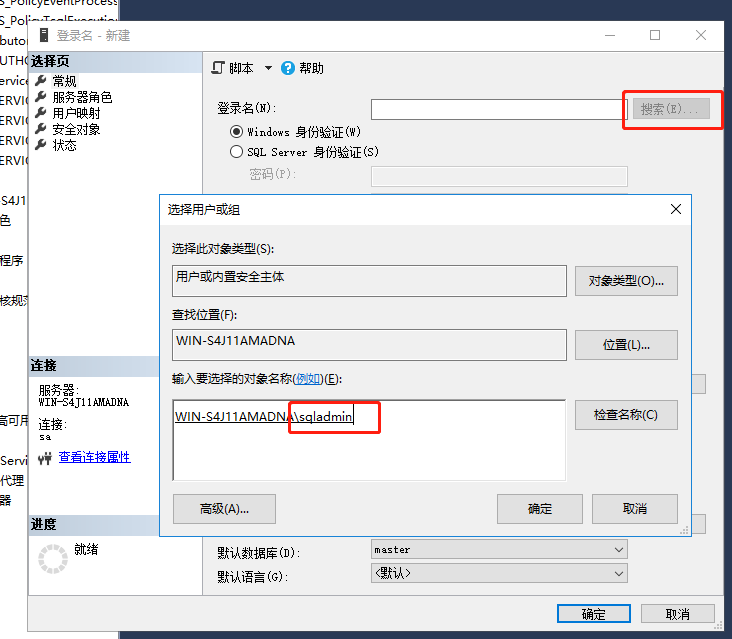 S_PolicyEventProcess
S_PolicyTsqlExecution
butor
UTHO
ervice
ERVIC
ERVIC
ERVIC
ERVIC
-S4J1
色
程序
核规范
高可用
Servi
代理
器
登录名 - 新建
选择页
常规
服务器角色
用户映射
安全对象
状态
脚本
帮助
登录名(N):
搜索(E)...
Windows 身份验证(W)
SQL Server 身份验证(S)
密码(P):
选择用户或组
选择此对象类型(S):
用户或内置安全主体
对象类型(O)...
查找位置(F):
WIN-S4J11AMADNA
位置(L)...
输入要选择的对象名称(例如)(E):
WIN-S4J11AMADNA\sqladmin
检查名称(C)
高级(A)...
确定
取消
连接
服务器:
WIN-S4J11AMADNA
连接:
sa
查看连接属性
进度
就绪
默认数据库(D):
master
默认语言(G):
<默认>
确定
取消